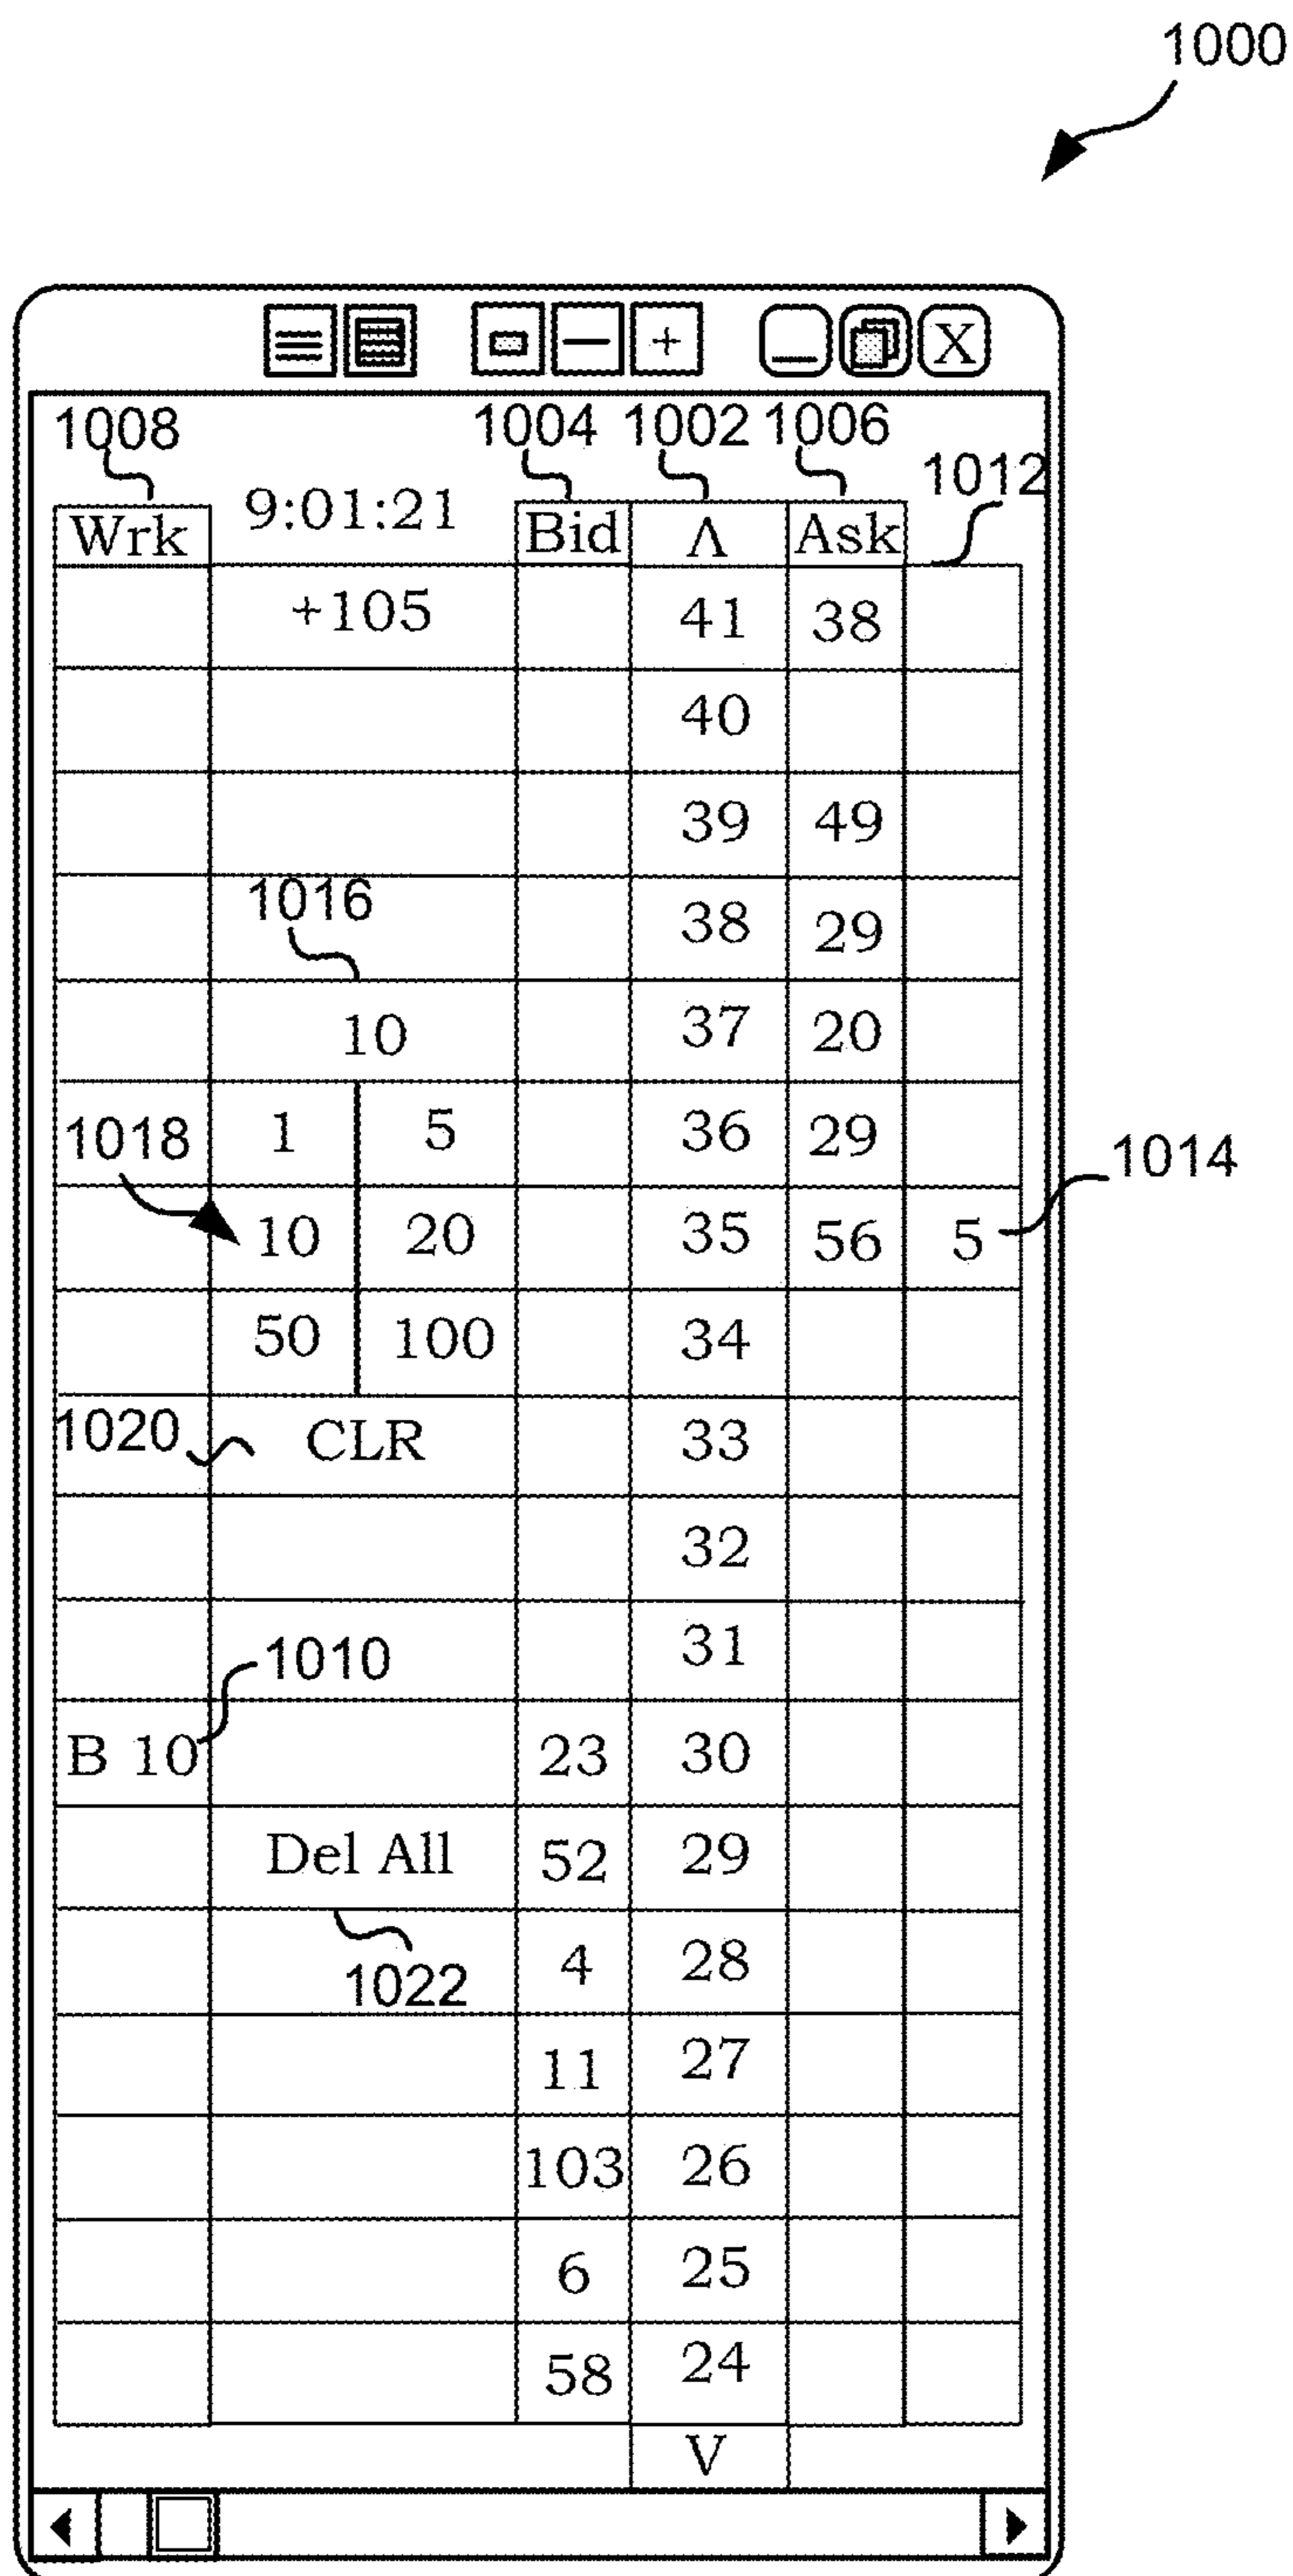 1000
X
1008 1004 1002 1006
1012
Wrk 9:01:21 Bid Λ Ask
+105 41 38
40
39 49
1016 38 29
10 37 20
1018 1 5 36 29 1014
10 20 35 56 5
50 100 34
1020 CLR 33
32
1010 31
B 10 23 30
Del All 52 29
1022 4 28
11 27
103 26
6 25
58 24
V